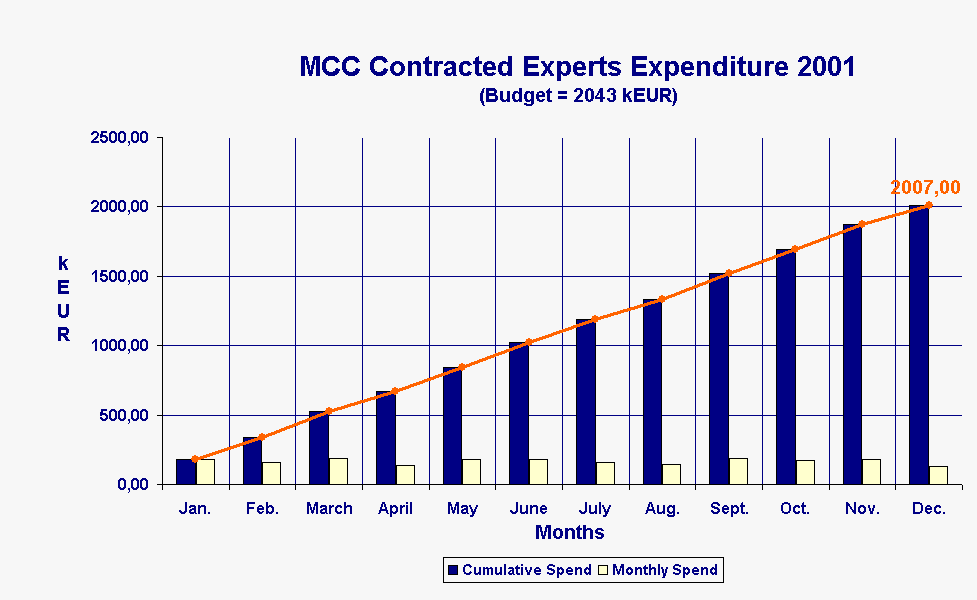 MCC Contracted Experts Expenditure 2001
(Budget = 2043 kEUR)
2500,00
2000,00
1500,00
1000,00
500,00
0,00
k
E
U
R
2007,00
Jan. Feb. March April May June July Aug. Sept. Oct. Nov. Dec.
Months
Cumulative Spend Monthly Spend